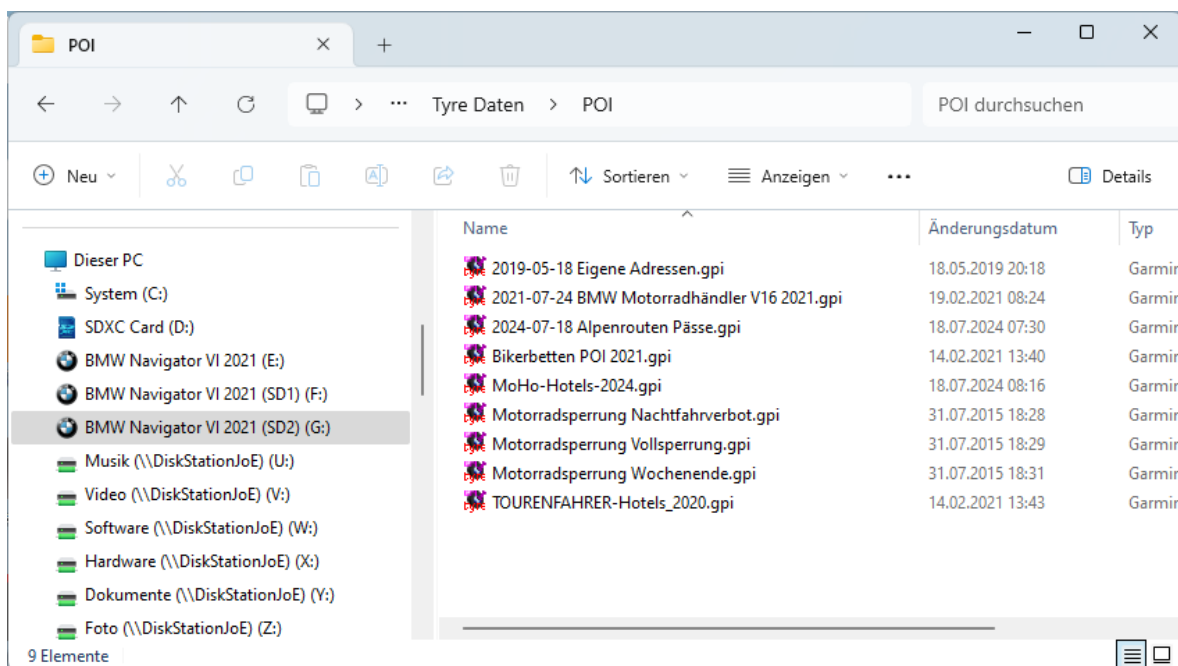 POI
Tyre Daten > POI
POI durchsuchen
Neu
Sortieren
Anzeigen
Details
Name Änderungsdatum Typ
Dieser PC
System (C:)
SDXC Card (D:)
BMW Navigator VI 2021 (E:)
BMW Navigator VI 2021 (SD1) (F:)
BMW Navigator VI 2021 (SD2) (G:)
Musik (\\DiskStationJoE) (U:)
Video (\\DiskStationJoE) (V:)
Software (\\DiskStationJoE) (W:)
Hardware (\\DiskStationJoE) (X:)
Dokumente (\\DiskStationJoE) (Y:)
Foto (\\DiskStationJoE) (Z:)
2019-05-18 Eigene Adressen.gpi 18.05.2019 20:18 Garmin
2021-07-24 BMW Motorradhändler V16 2021.gpi 19.02.2021 08:24 Garmin
2024-07-18 Alpenrouten Pässe.gpi 18.07.2024 07:30 Garmin
Bikerbetten POI 2021.gpi 14.02.2021 13:40 Garmin
MoHo-Hotels-2024.gpi 18.07.2024 08:16 Garmin
Motorradsperrung Nachtfahrverbot.gpi 31.07.2015 18:28 Garmin
Motorradsperrung Vollsperrung.gpi 31.07.2015 18:29 Garmin
Motorradsperrung Wochenende.gpi 31.07.2015 18:31 Garmin
TOURENFAHRER-Hotels_2020.gpi 14.02.2021 13:43 Garmin
9 Elemente